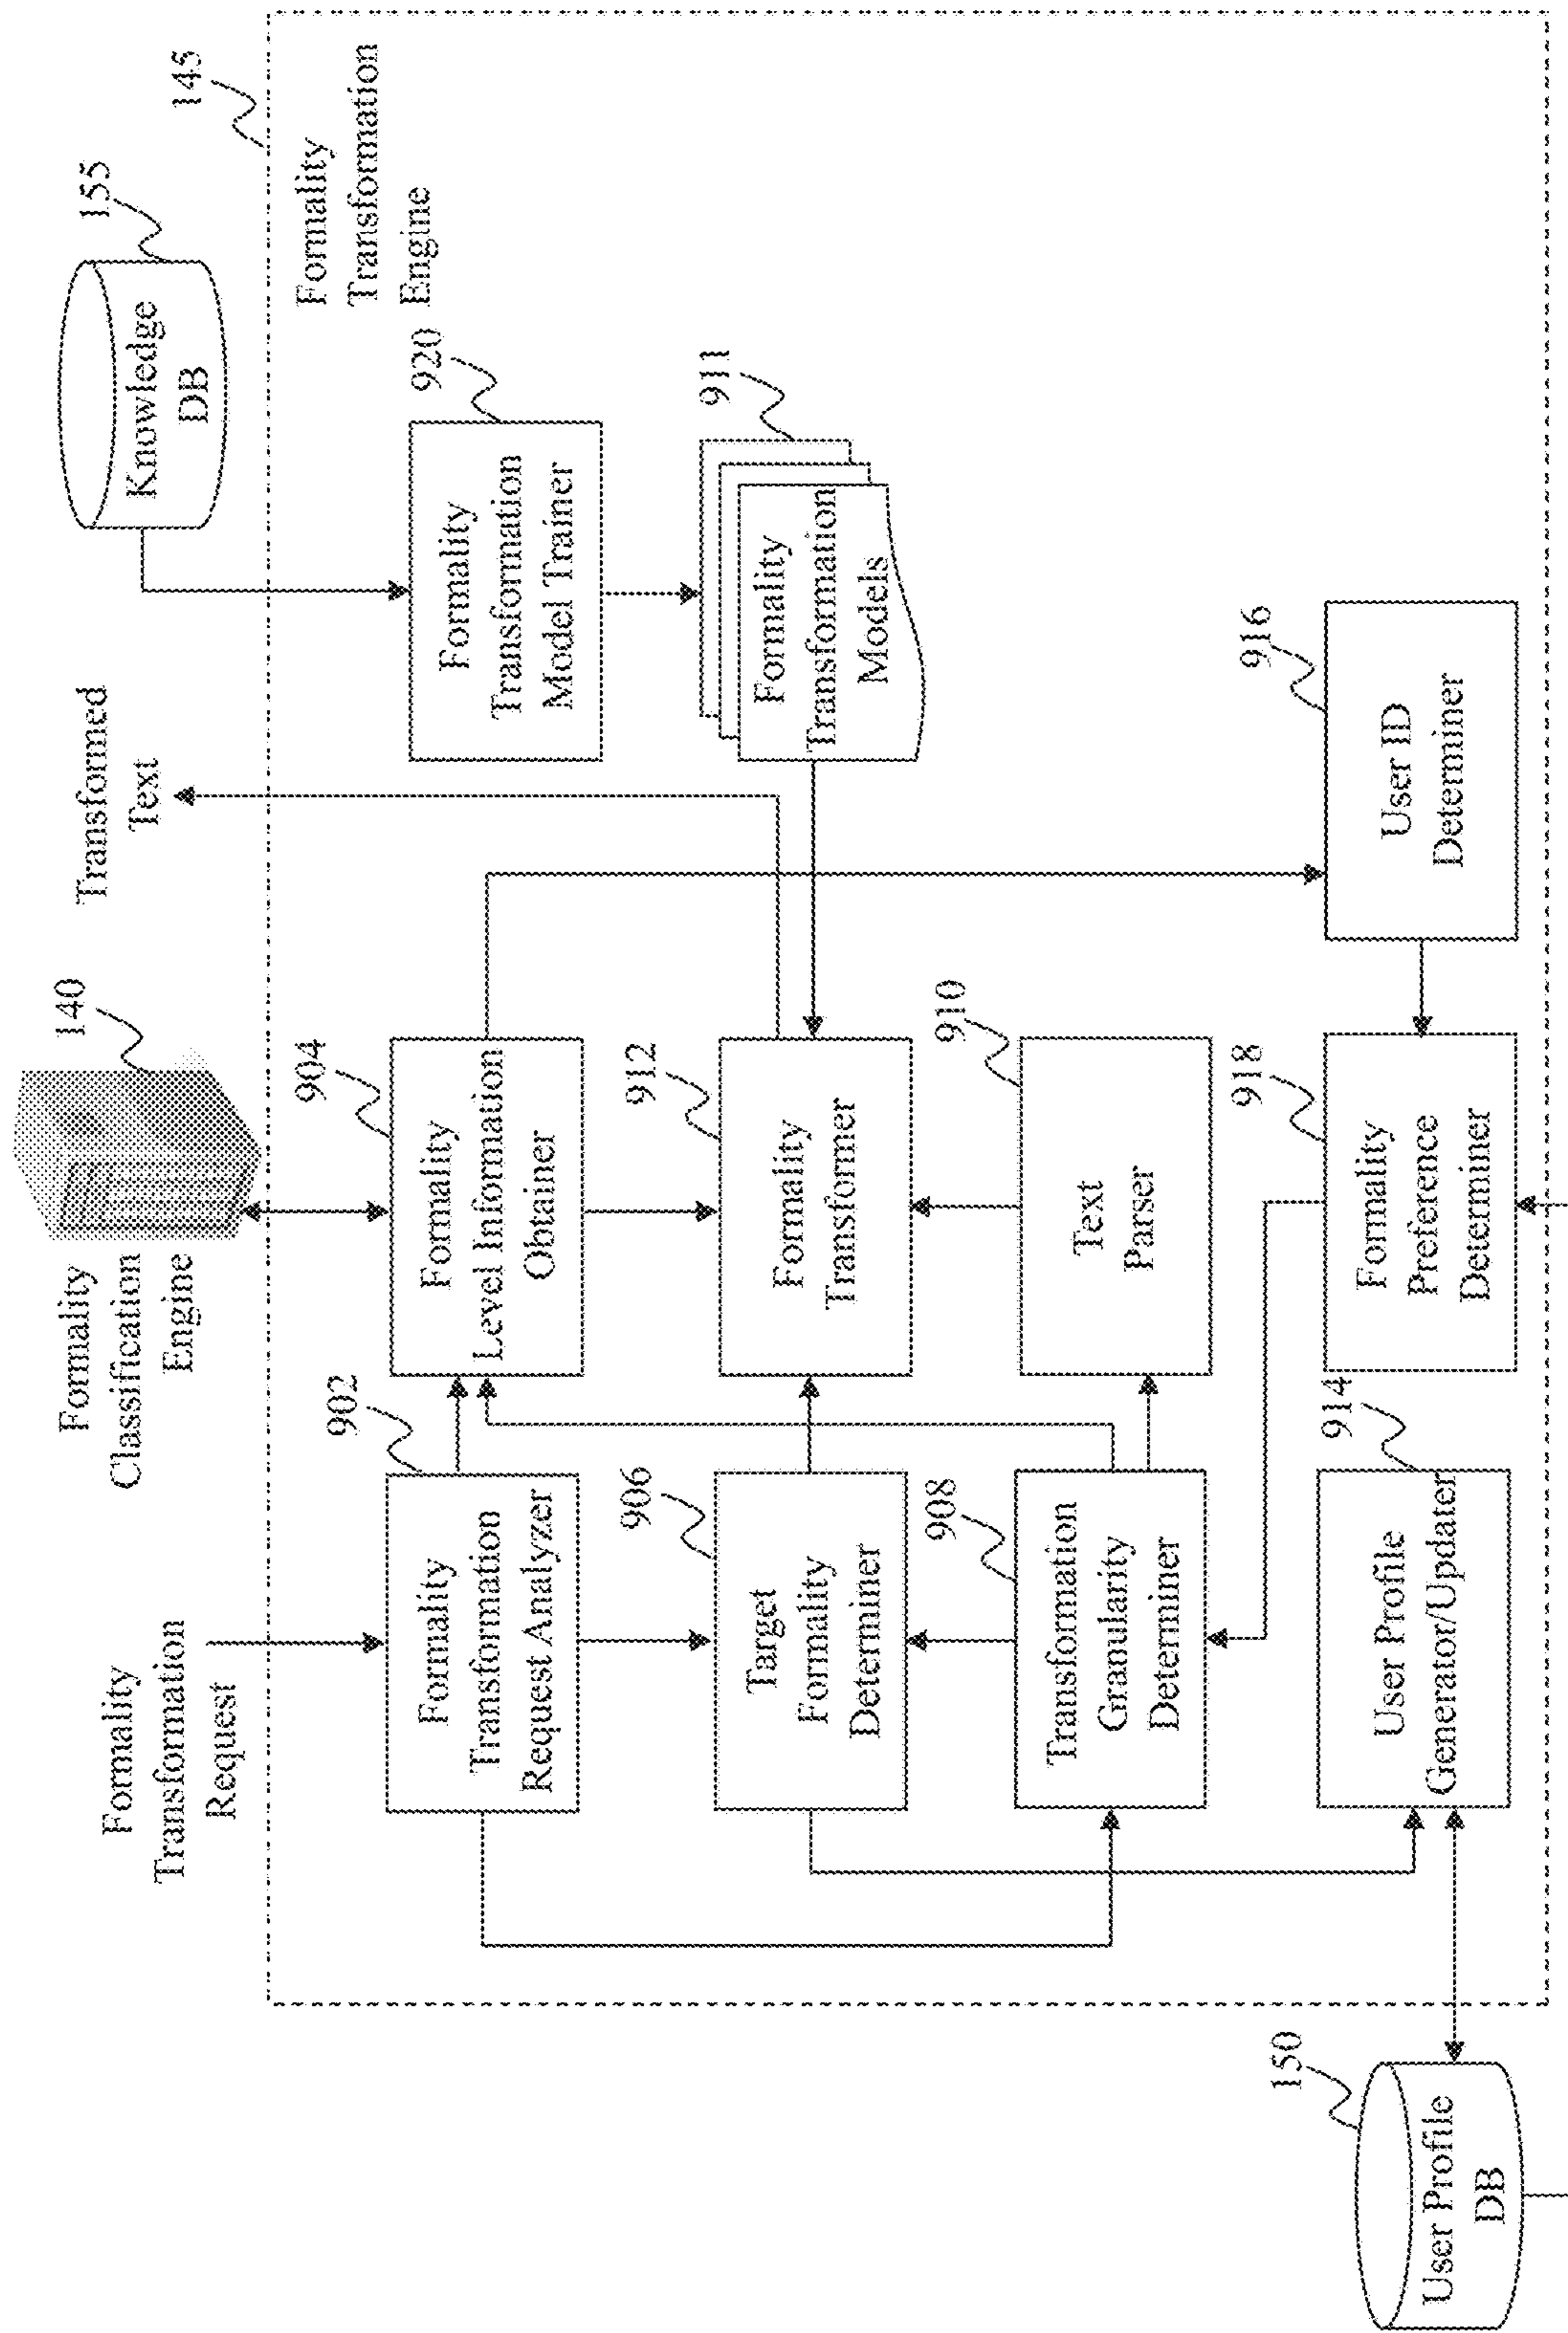 Formality
Transformation
Request
Formality
Classification
Engine
140
Transformed
Text
Knowledge
DB
155
145
Formality
Transformation
Engine
902
Formality
Transformation
Request Analyzer
904
Formality
Level Information
Obtainer
920
Formality
Transformation
Model Trainer
906
Target
Formality
Determiner
912
Formality
Transformer
911
Formality
Transformation
Models
908
Transformation
Granularity
Determiner
910
Text
Parser
914
User Profile
Generator/Updater
918
Formality
Preference
Determiner
916
User ID
Determiner
150
User Profile
DB